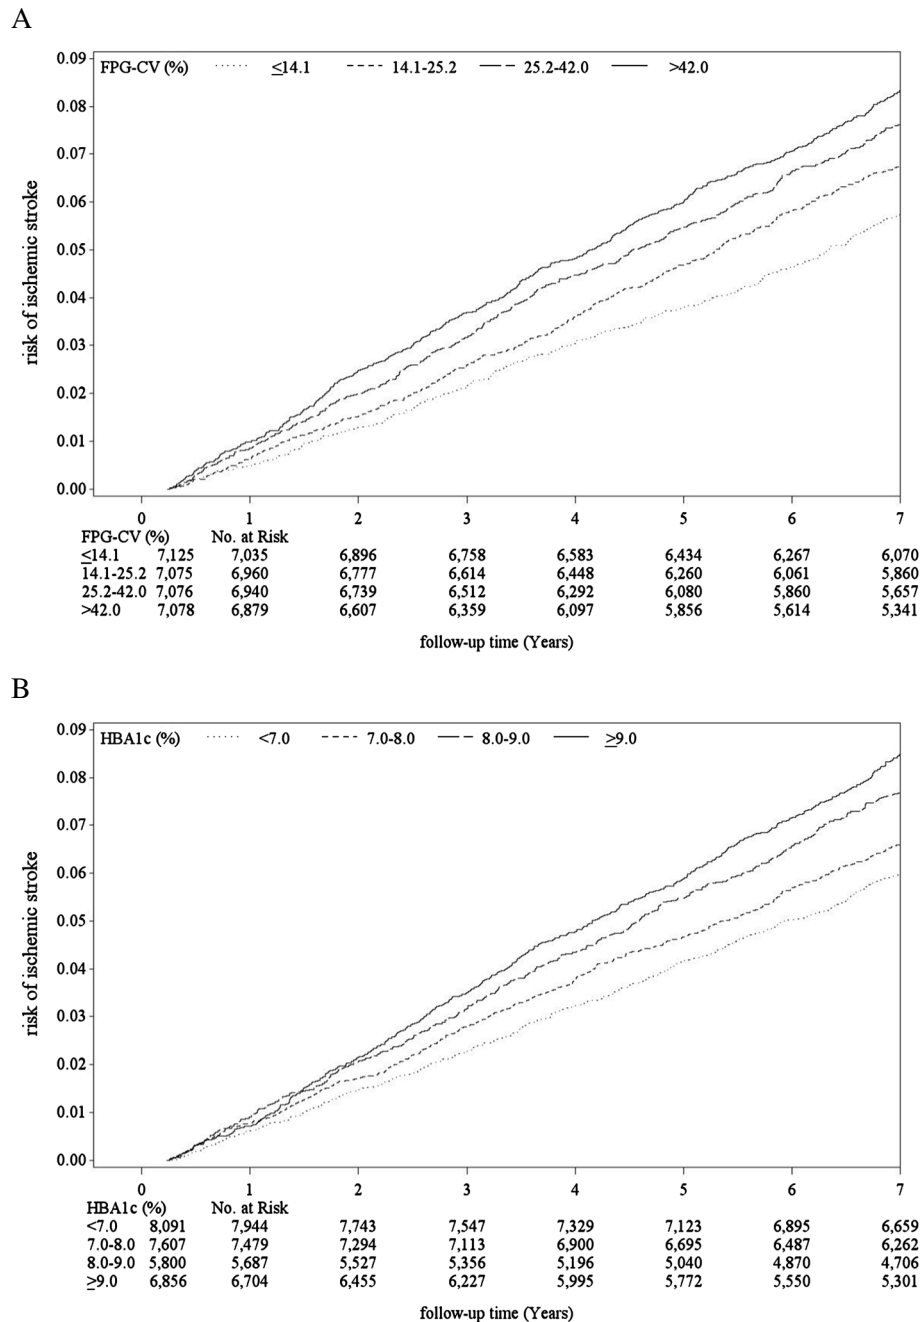 A
0.09
FPG-CV (%) ≤14.1 14.1-25.2 25.2-42.0 >42.0
0.08
0.07
0.06
0.05
0.04
0.03
0.02
0.01
0.00
risk of ischemic stroke
0 1 2 3 4 5 6 7
FPG-CV (%) No. at Risk
≤14.1 7,125 7,035 6,896 6,758 6,583 6,434 6,267 6,070
14.1-25.2 7,075 6,960 6,777 6,614 6,448 6,260 6,061 5,860
25.2-42.0 7,076 6,940 6,739 6,512 6,292 6,080 5,860 5,657
>42.0 7,078 6,879 6,607 6,359 6,097 5,856 5,614 5,341
follow-up time (Years)
B
0.09
HBA1c (%) <7.0 7.0-8.0 8.0-9.0 ≥9.0
0.08
0.07
0.06
0.05
0.04
0.03
0.02
0.01
0.00
risk of ischemic stroke
0 1 2 3 4 5 6 7
HBA1c (%) No. at Risk
<7.0 8,091 7,944 7,743 7,547 7,329 7,123 6,895 6,659
7.0-8.0 7,607 7,479 7,294 7,113 6,900 6,695 6,487 6,262
8.0-9.0 5,800 5,687 5,527 5,356 5,196 5,040 4,870 4,706
≥9.0 6,856 6,704 6,455 6,227 5,995 5,772 5,550 5,301
follow-up time (Years)